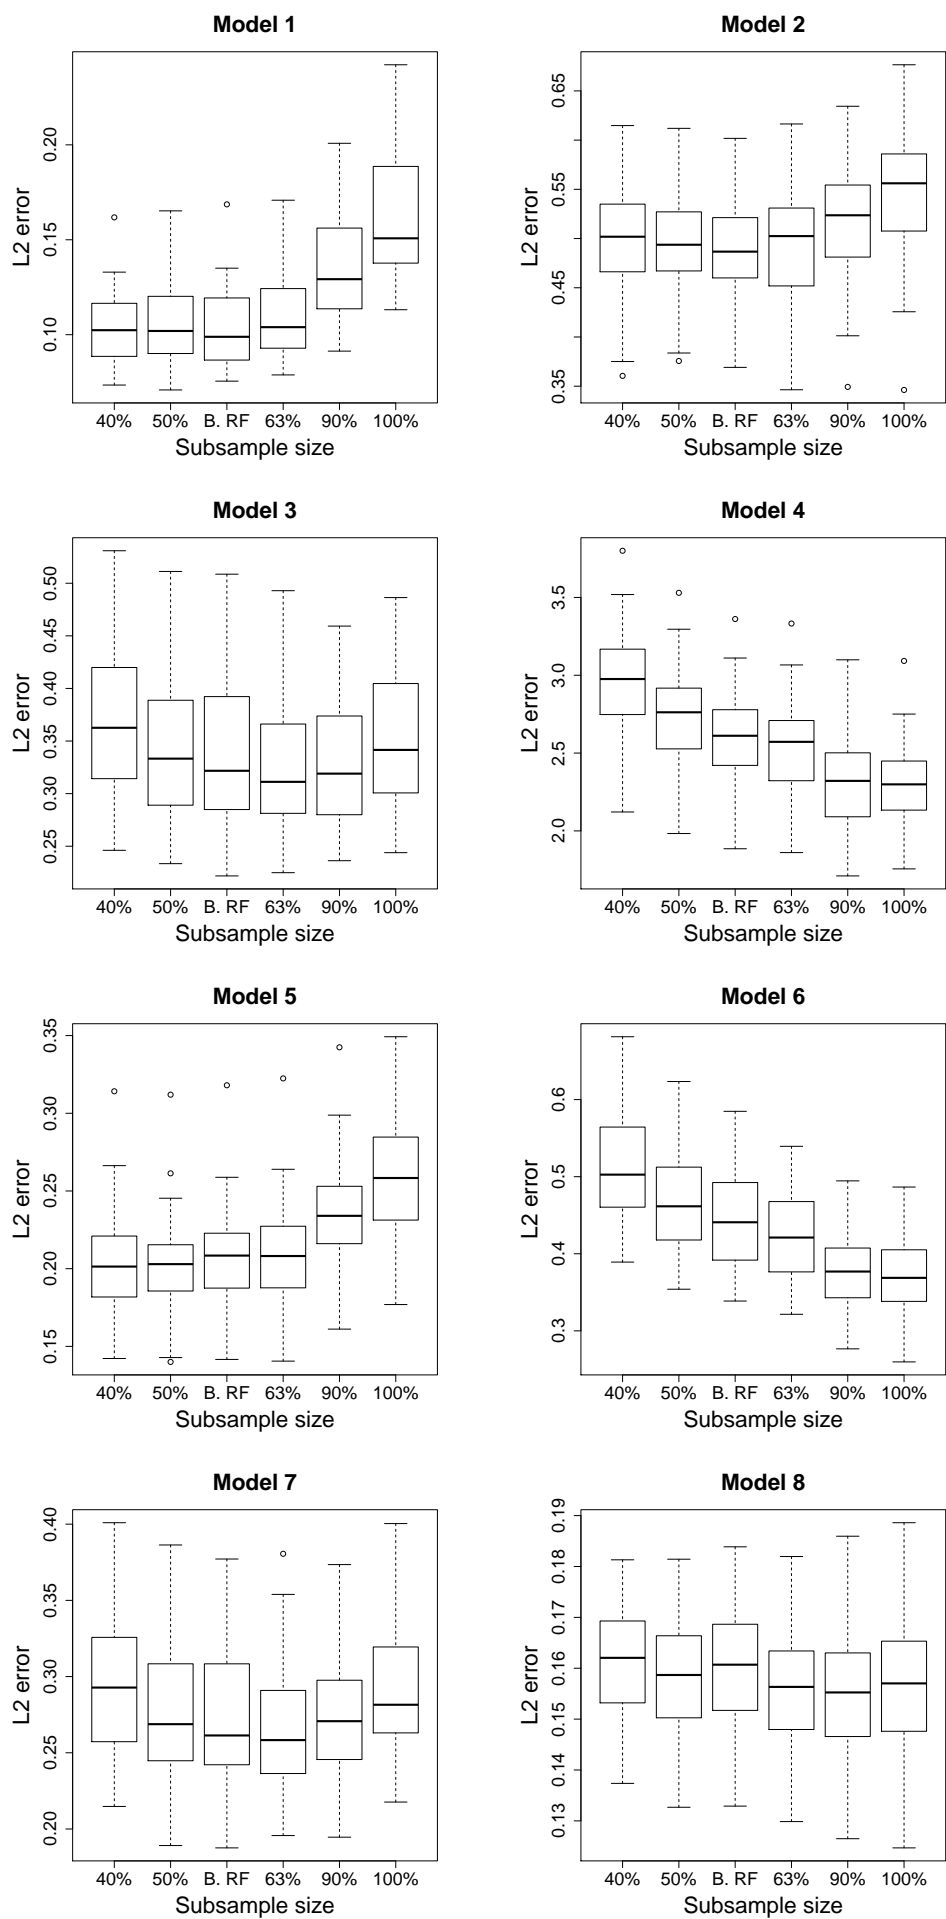 Model 1
L2 error
0.20
0.15
0.10
40% 50% B. RF 63% 90% 100%
Subsample size
Model 2
L2 error
0.65
0.55
0.45
0.35
40% 50% B. RF 63% 90% 100%
Subsample size
Model 3
L2 error
0.50
0.45
0.40
0.35
0.30
0.25
40% 50% B. RF 63% 90% 100%
Subsample size
Model 4
L2 error
3.5
3.0
2.5
2.0
40% 50% B. RF 63% 90% 100%
Subsample size
Model 5
L2 error
0.35
0.30
0.25
0.20
0.15
40% 50% B. RF 63% 90% 100%
Subsample size
Model 6
L2 error
0.6
0.5
0.4
0.3
40% 50% B. RF 63% 90% 100%
Subsample size
Model 7
L2 error
0.40
0.35
0.30
0.25
0.20
40% 50% B. RF 63% 90% 100%
Subsample size
Model 8
L2 error
0.19
0.18
0.17
0.16
0.15
0.14
0.13
40% 50% B. RF 63% 90% 100%
Subsample size